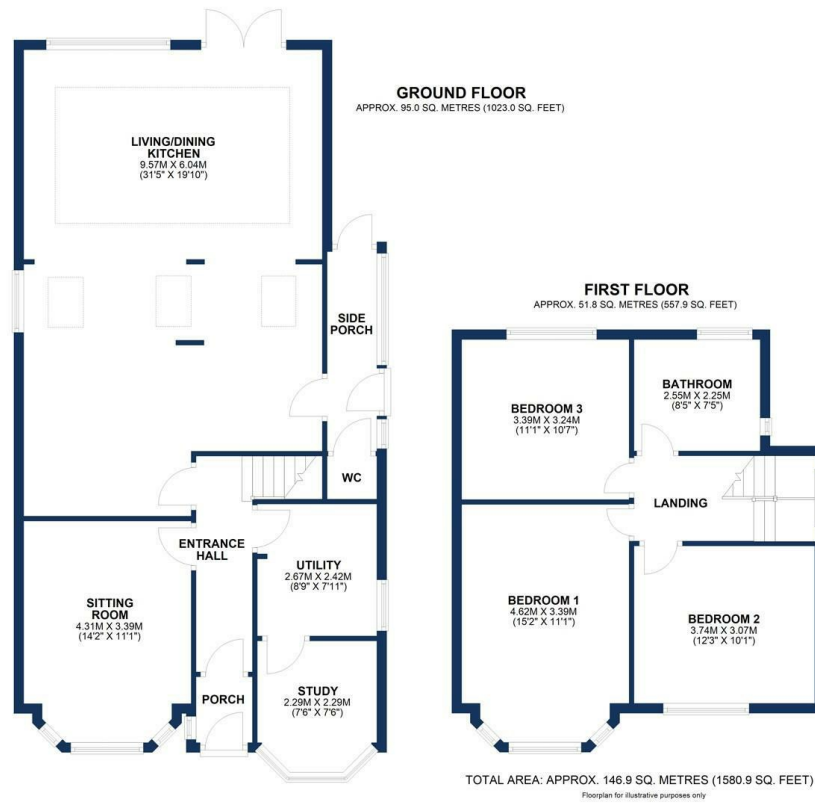 GROUND FLOOR
APPROX. 95.0 SQ. METRES (1023.0 SQ. FEET)
LIVING/DINING
KITCHEN
9.57M X 6.04M
(31'5" X 19'10")
SIDE
PORCH
WC
ENTRANCE
HALL
UTILITY
2.67M X 2.42M
(8'9" X 7'11")
SITTING
ROOM
4.31M X 3.39M
(14'2" X 11'1")
PORCH
STUDY
2.29M X 2.29M
(7'6" X 7'6")
FIRST FLOOR
APPROX. 51.8 SQ. METRES (557.9 SQ. FEET)
BEDROOM 3
3.39M X 3.24M
(11'1" X 10'7")
BATHROOM
2.55M X 2.25M
(8'5" X 7'5")
LANDING
BEDROOM 1
4.62M X 3.39M
(15'2" X 11'1")
BEDROOM 2
3.74M X 3.07M
(12'3" X 10'1")
TOTAL AREA: APPROX. 146.9 SQ. METRES (1580.9 SQ. FEET)
Floorplan for illustrative purposes only